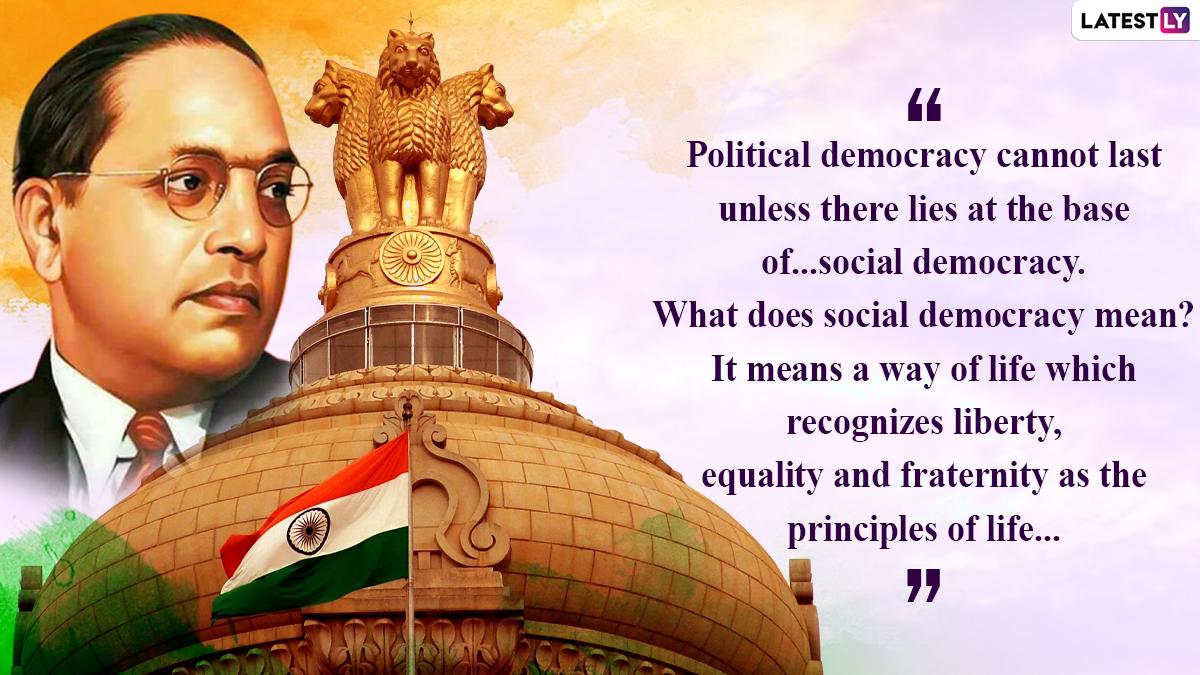 LATESTLY
“
Political democracy cannot last
unless there lies at the base
of...social democracy.
What does social democracy mean?
It means a way of life which
recognizes liberty,
equality and fraternity as the
principles of life...
”